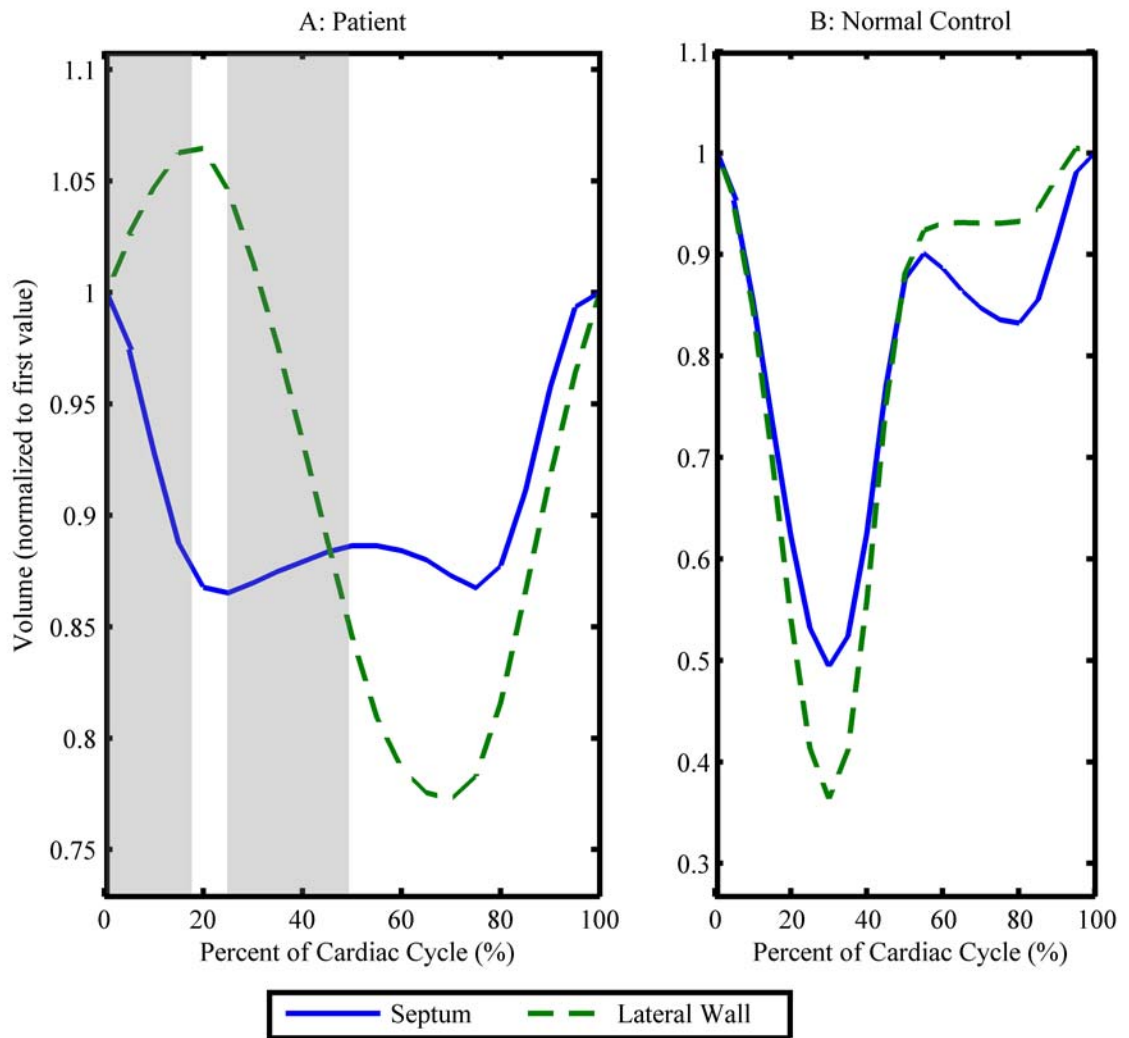 A: Patient
B: Normal Control
Volume (normalized to first value)
1.1
1.05
1
0.95
0.9
0.85
0.8
0.75
0 20 40 60 80 100
Percent of Cardiac Cycle (%)
1.1
1
0.9
0.8
0.7
0.6
0.5
0.4
0.3
0 20 40 60 80 100
Percent of Cardiac Cycle (%)
Septum Lateral Wall